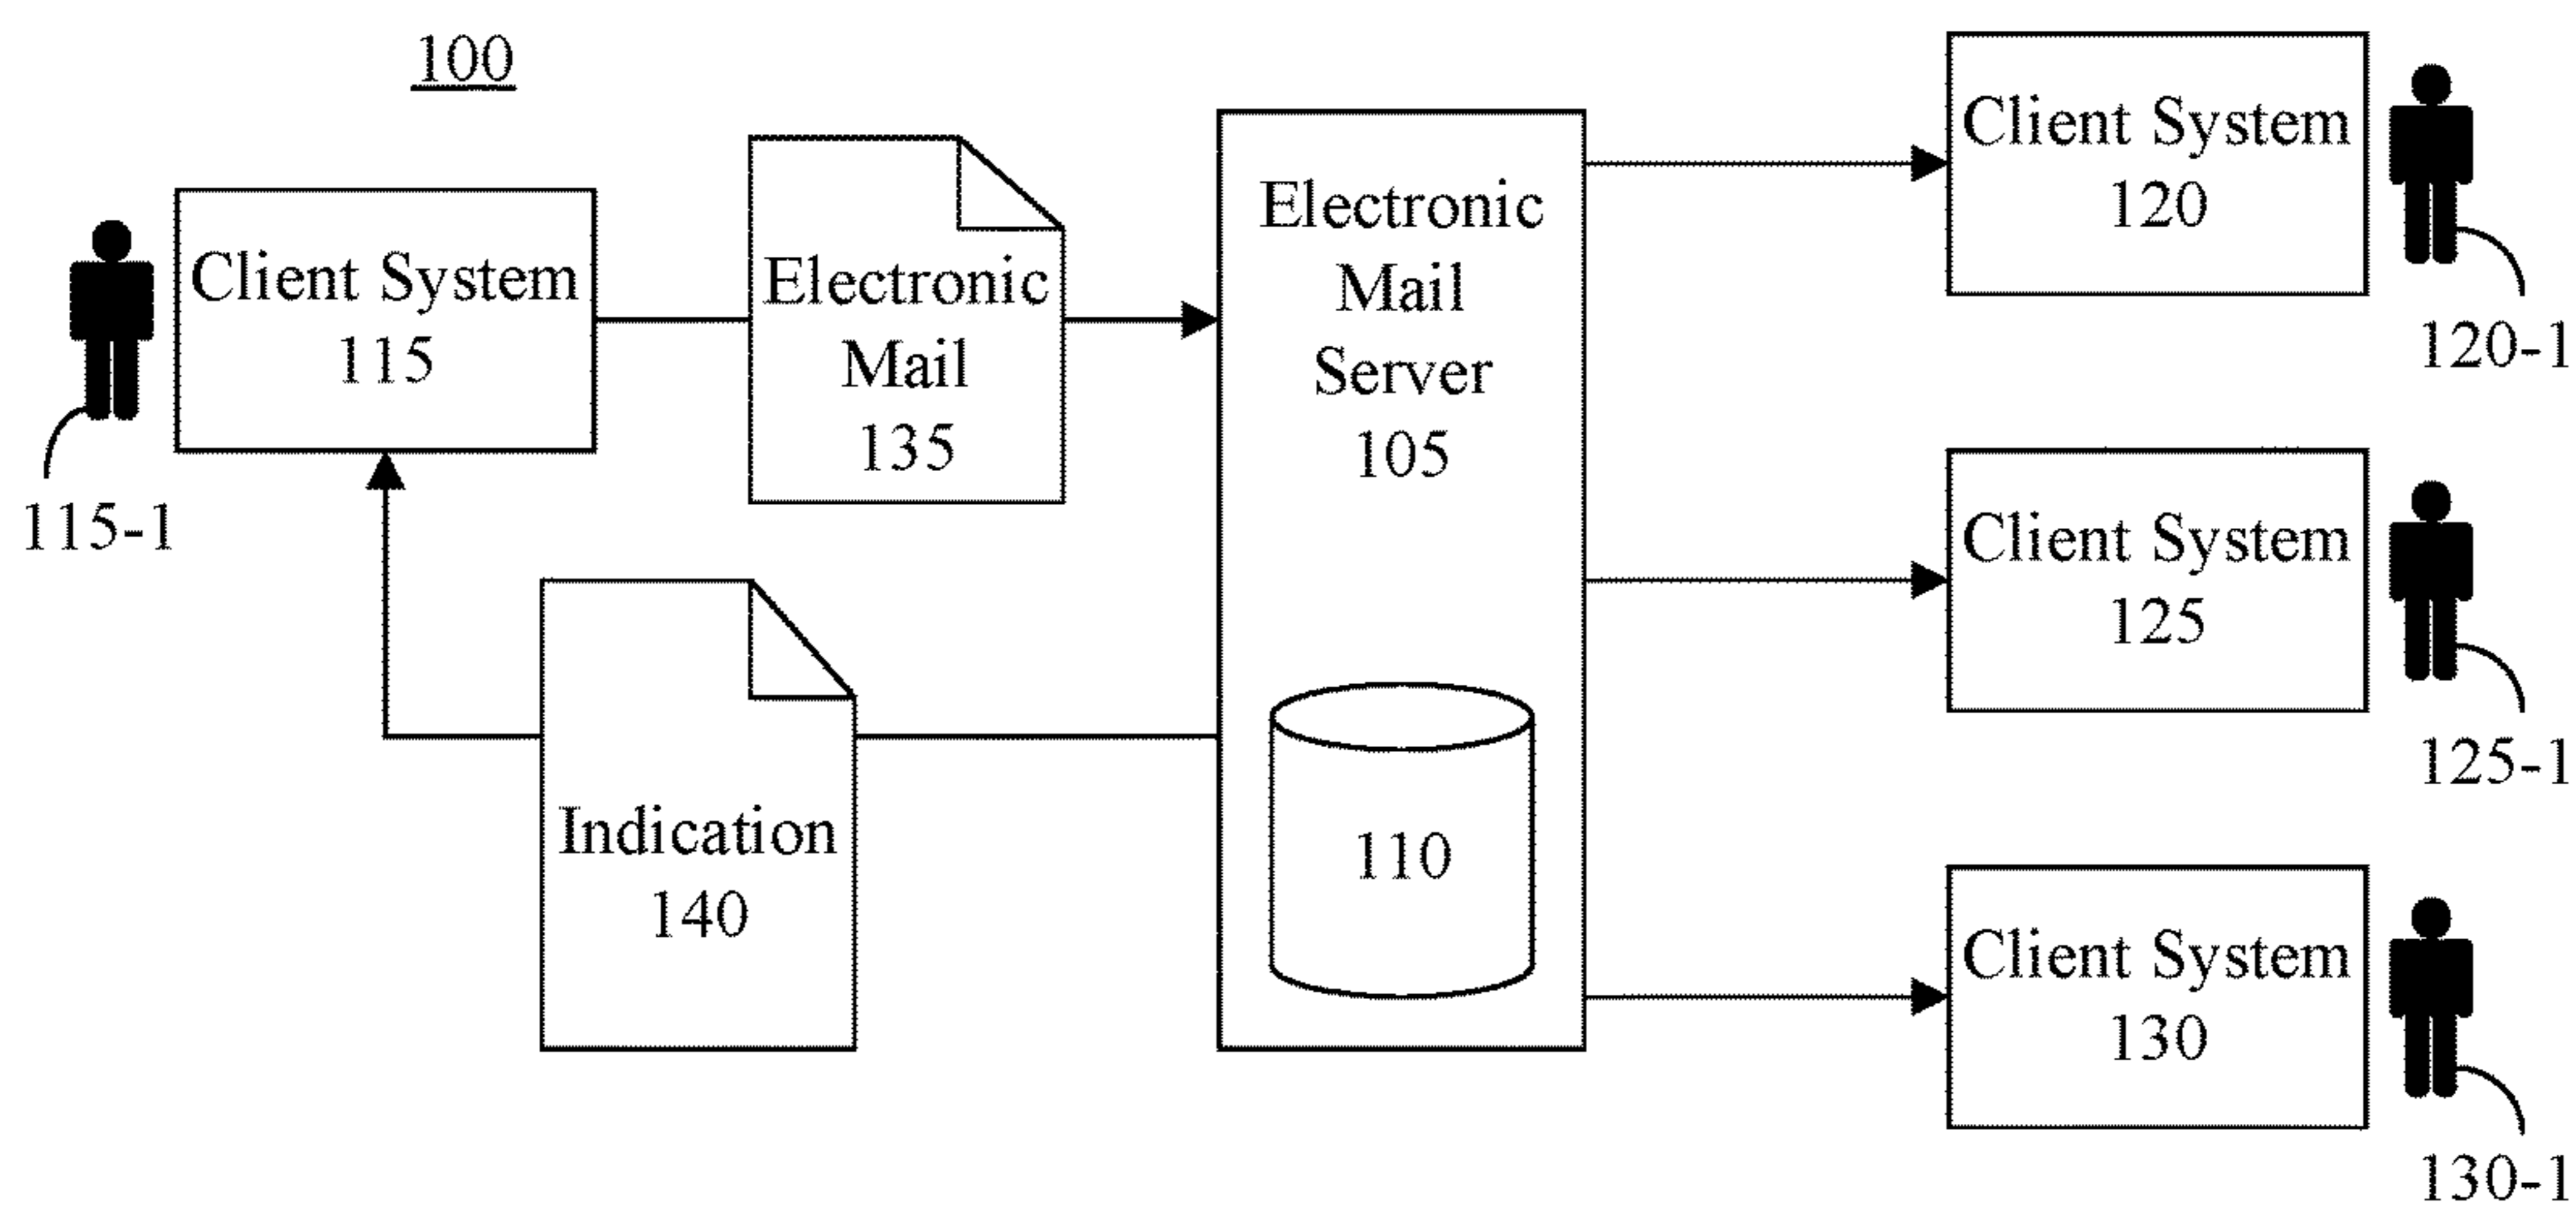 100
Client System
115
115-1
Electronic
Mail
135
Indication
140
Electronic
Mail
Server
105
110
Client System
120
120-1
Client System
125
125-1
Client System
130
130-1